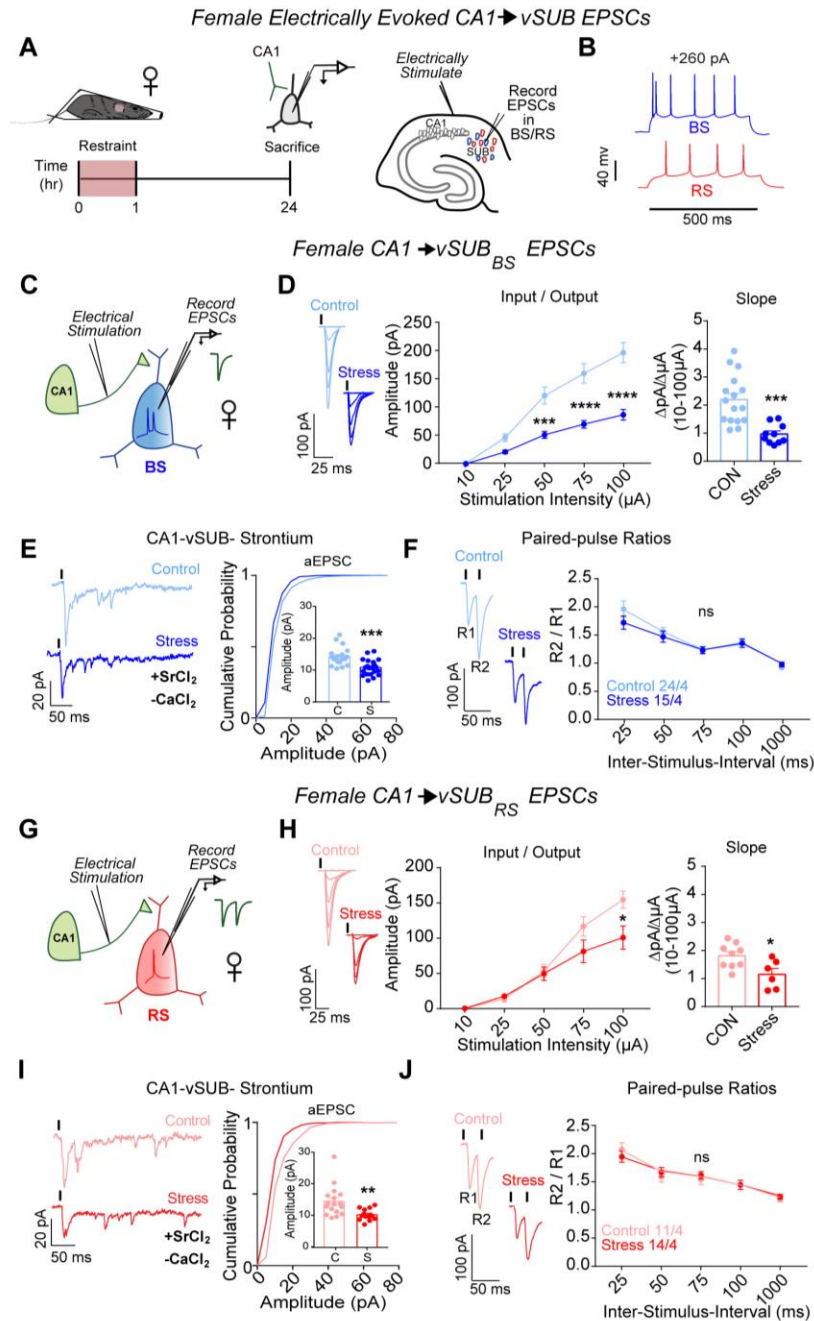 Female Electrically Evoked CA1➔vSUB EPSCs
A
CA1
Electrically
Stimulate
Record
EPSCs
in
BS/RS
CA1
SUB
Restraint
Sacrifice
Time
(hr)
0
1
24
B
+260 pA
BS
RS
40 mv
500 ms
Female CA1➔vSUB BS EPSCs
C
Electrical
Stimulation
Record
EPSCs
CA1
BS
D
Control
Stress
100 pA
25 ms
Input / Output
Amplitude (pA)
250
200
150
100
50
0
***
****
****
10
25
50
75
100
Stimulation Intensity (µA)
Slope
ΔpA/ΔµA
(10-100µA)
5
4
3
2
1
0
***
CON
Stress
E
CA1-vSUB- Strontium
Control
Stress
+SrCl₂
-CaCl₂
20 pA
50 ms
aEPSC
Cumulative Probability
1
0.5
0
Amplitude (pA)
30
20
10
0
***
C
S
0
20
40
60
80
Amplitude (pA)
F
Paired-pulse Ratios
Control
R1
R2
Stress
100 pA
50 ms
R2 / R1
2.5
2.0
1.5
1.0
0.5
0.0
ns
Control 24/4
Stress 15/4
25
50
75
100
1000
Inter-Stimulus-Interval (ms)
Female CA1➔vSUB RS EPSCs
G
Electrical
Stimulation
Record
EPSCs
CA1
RS
H
Control
Stress
100 pA
25 ms
Input / Output
Amplitude (pA)
200
150
100
50
0
*
10
25
50
75
100
Stimulation Intensity (µA)
Slope
ΔpA/ΔµA
(10-100µA)
5
4
3
2
1
0
*
CON
Stress
I
CA1-vSUB- Strontium
Control
Stress
+SrCl₂
-CaCl₂
20 pA
50 ms
aEPSC
Cumulative Probability
1
0.5
0
Amplitude (pA)
30
20
10
0
**
C
S
0
20
40
60
80
Amplitude (pA)
J
Paired-pulse Ratios
Control
R1
R2
Stress
100 pA
50 ms
R2 / R1
2.5
2.0
1.5
1.0
0.5
0.0
ns
Control 11/4
Stress 14/4
25
50
75
100
1000
Inter-Stimulus-Interval (ms)